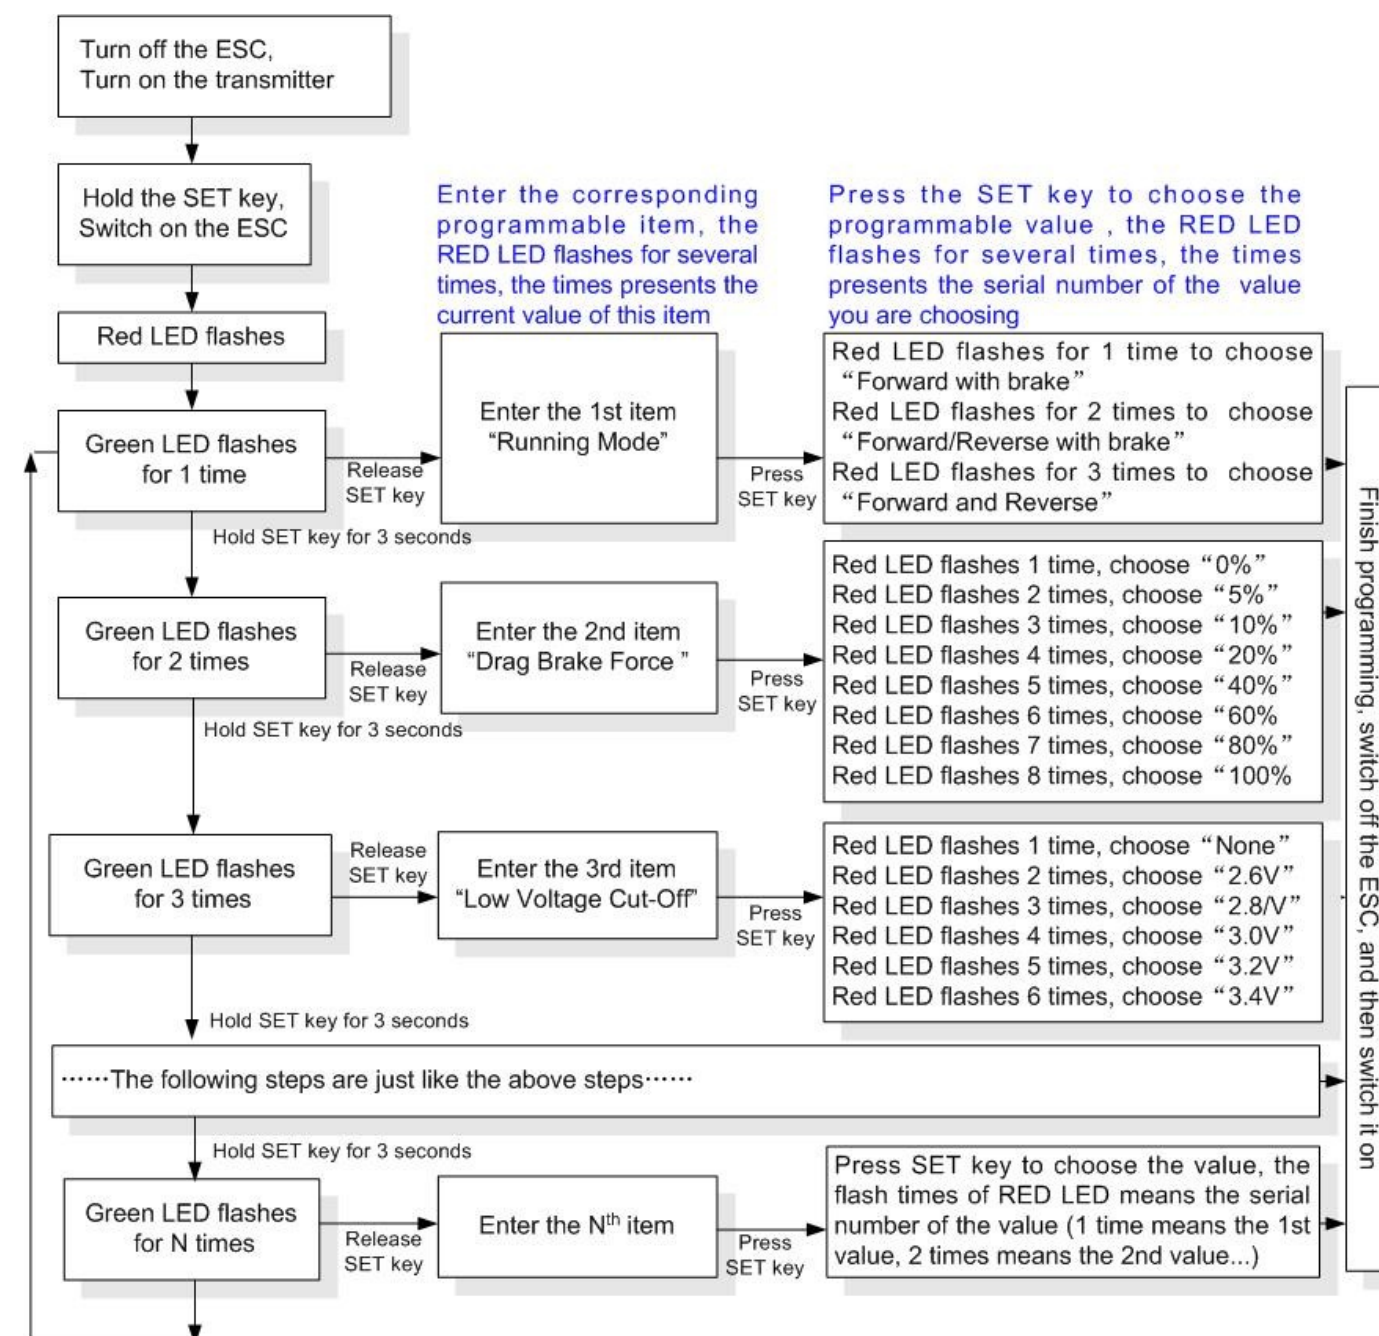 Turn off the ESC,
Turn on the transmitter
Hold the SET key,
Switch on the ESC
Red LED flashes
Enter the corresponding
programmable item, the
RED LED flashes for several
times, the times presents the
current value of this item
Press the SET key to choose the
programmable value , the RED LED
flashes for several times, the times
presents the serial number of the value
you are choosing
Green LED flashes
for 1 time
Release
SET key
Enter the 1st item
“Running Mode”
Press
SET key
Red LED flashes for 1 time to choose
“Forward with brake”
Red LED flashes for 2 times to choose
“Forward/Reverse with brake”
Red LED flashes for 3 times to choose
“Forward and Reverse”
Hold SET key for 3 seconds
Green LED flashes
for 2 times
Release
SET key
Enter the 2nd item
“Drag Brake Force ”
Press
SET key
Red LED flashes 1 time, choose “0%”
Red LED flashes 2 times, choose “5%”
Red LED flashes 3 times, choose “10%”
Red LED flashes 4 times, choose “20%”
Red LED flashes 5 times, choose “40%”
Red LED flashes 6 times, choose “60%
Red LED flashes 7 times, choose “80%”
Red LED flashes 8 times, choose “100%
Hold SET key for 3 seconds
Green LED flashes
for 3 times
Release
SET key
Enter the 3rd item
“Low Voltage Cut-Off”
Press
SET key
Red LED flashes 1 time, choose “None”
Red LED flashes 2 times, choose “2.6V”
Red LED flashes 3 times, choose “2.8/V”
Red LED flashes 4 times, choose “3.0V”
Red LED flashes 5 times, choose “3.2V”
Red LED flashes 6 times, choose “3.4V”
Hold SET key for 3 seconds
······The following steps are just like the above steps······
Hold SET key for 3 seconds
Green LED flashes
for N times
Release
SET key
Enter the Nth item
Press
SET key
Press SET key to choose the value, the
flash times of RED LED means the serial
number of the value (1 time means the 1st
value, 2 times means the 2nd value...)
Finish programming, switch off the ESC, and then switch it on